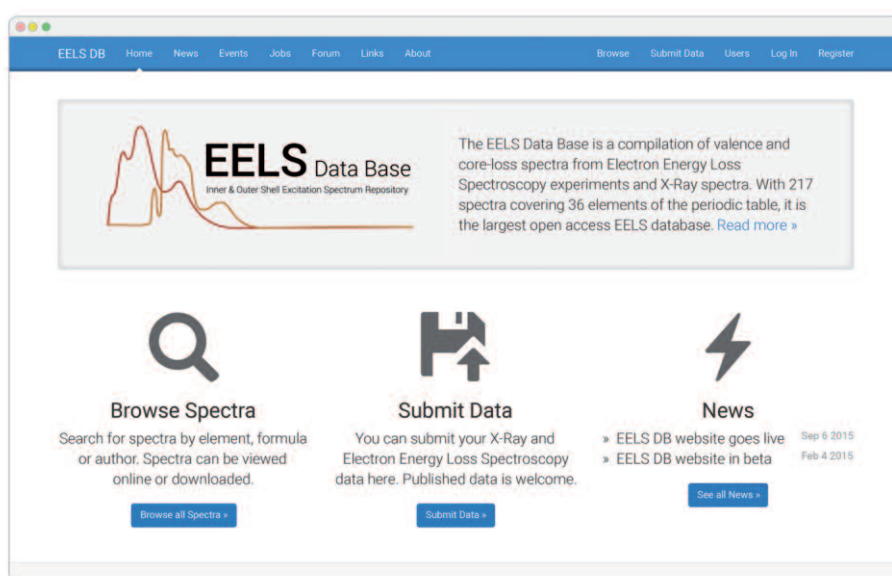 EELS DB Home News Events Jobs Forum Links About Browse Submit Data Users Log In Register
EELS Data Base
Inner & Outer Shell Excitation Spectrum Repository
The EELS Data Base is a compilation of valence and
core-loss spectra from Electron Energy Loss
Spectroscopy experiments and X-Ray spectra. With 217
spectra covering 36 elements of the periodic table, it is
the largest open access EELS database. Read more »
Browse Spectra
Search for spectra by element, formula
or author. Spectra can be viewed
online or downloaded.
Browse all Spectra »
Submit Data
You can submit your X-Ray and
Electron Energy Loss Spectroscopy
data here. Published data is welcome.
Submit Data »
News
» EELS DB website goes live Sep 6 2015
» EELS DB website in beta Feb 4 2015
See all News »